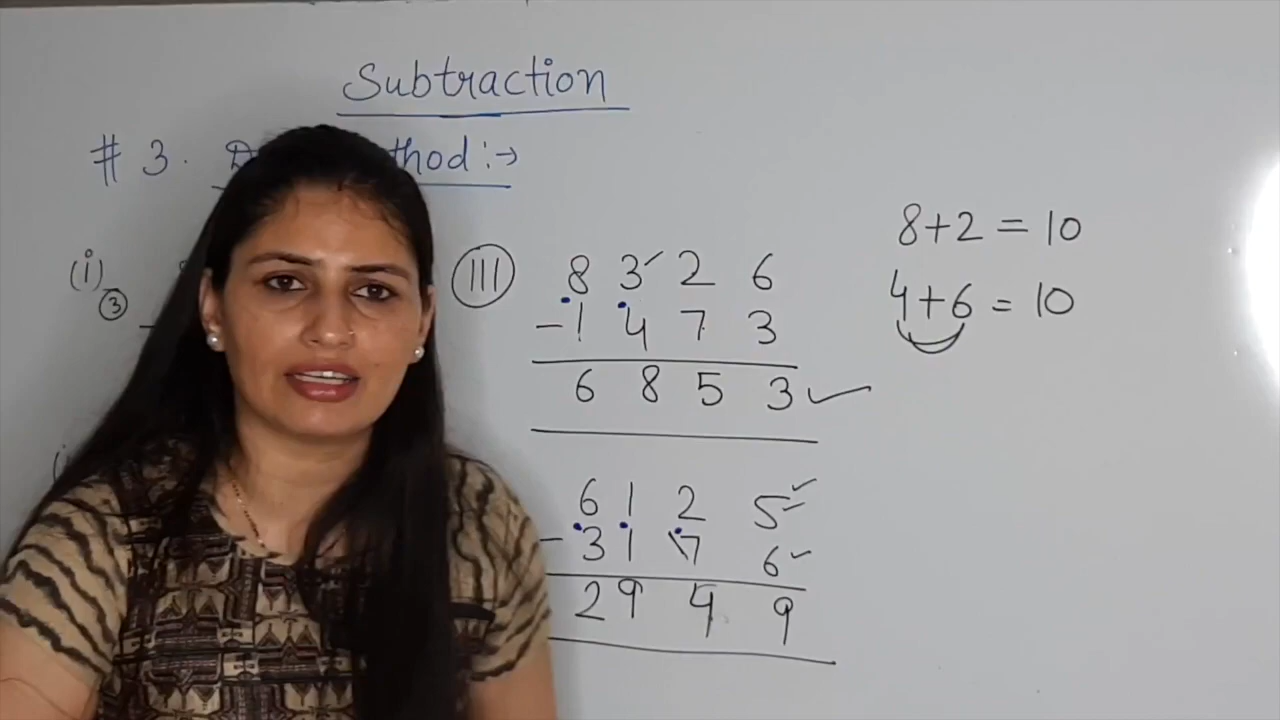 Subtraction
# 3. thod :→
(i)
③
III 8 3 2 6
- 1 4 7 3
6 8 5 3
6 1 2 5
- 3 1 7 6
2 9 4 9
8+2 = 10
4+6 = 10